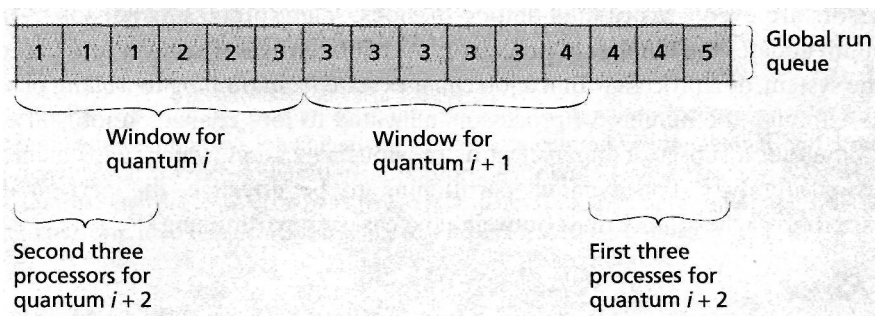 1 1 1 2 2 3 3 3 3 3 3 4 4 4 5
Global run
queue
Window for
quantum i
Window for
quantum i + 1
Second three
processors for
quantum i + 2
First three
processes for
quantum i + 2